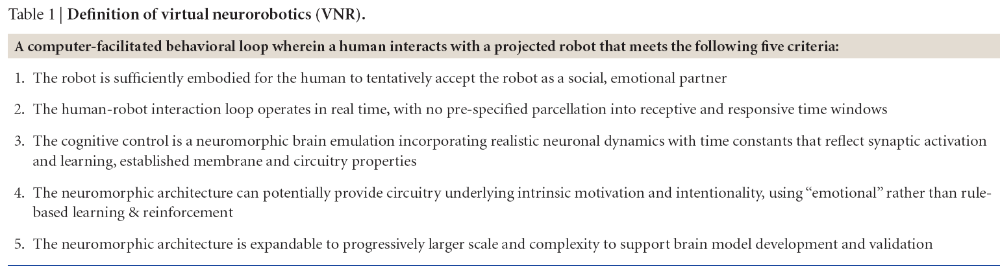 Table 1 | Definition of virtual neurorobotics (VNR).
A computer-facilitated behavioral loop wherein a human interacts with a projected robot that meets the following five criteria:
1. The robot is sufficiently embodied for the human to tentatively accept the robot as a social, emotional partner
2. The human-robot interaction loop operates in real time, with no pre-specified parcellation into receptive and responsive time windows
3. The cognitive control is a neuromorphic brain emulation incorporating realistic neuronal dynamics with time constants that reflect synaptic activation
and learning, established membrane and circuitry properties
4. The neuromorphic architecture can potentially provide circuitry underlying intrinsic motivation and intentionality, using “emotional” rather than rule-
based learning & reinforcement
5. The neuromorphic architecture is expandable to progressively larger scale and complexity to support brain model development and validation